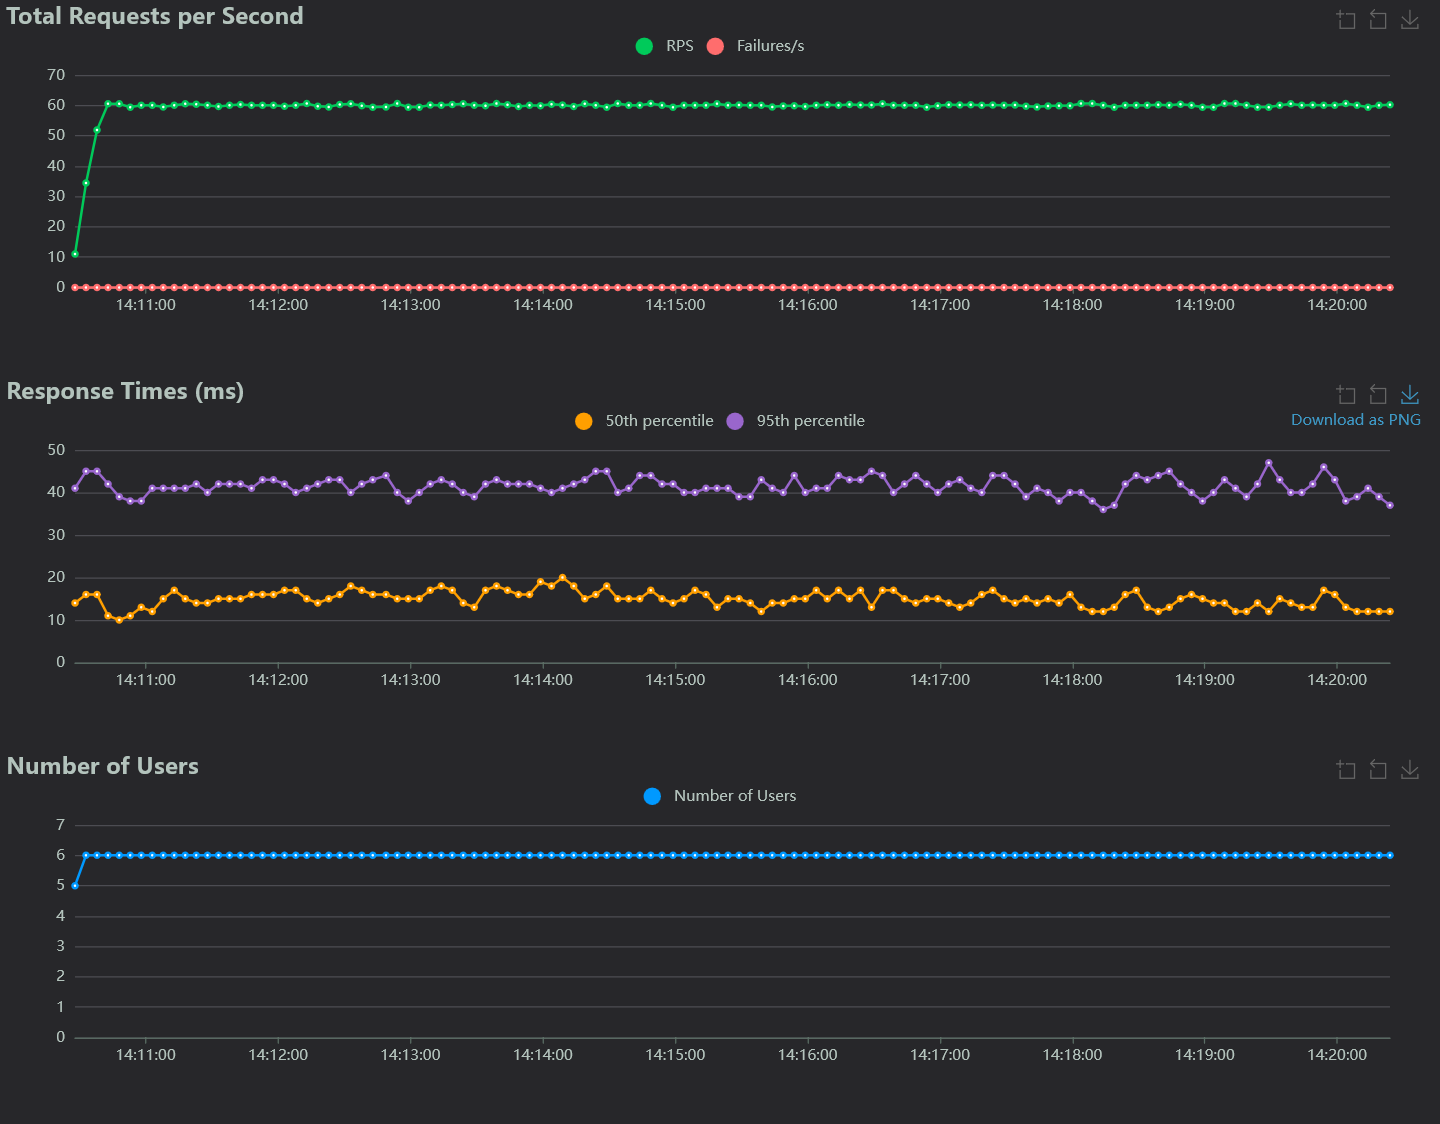 Total Requests per Second
RPS Failures/s
70
60
50
40
30
20
10
0
14:11:00 14:12:00 14:13:00 14:14:00 14:15:00 14:16:00 14:17:00 14:18:00 14:19:00 14:20:00
Response Times (ms)
Download as PNG
50th percentile 95th percentile
50
40
30
20
10
0
14:11:00 14:12:00 14:13:00 14:14:00 14:15:00 14:16:00 14:17:00 14:18:00 14:19:00 14:20:00
Number of Users
Number of Users
7
6
5
4
3
2
1
0
14:11:00 14:12:00 14:13:00 14:14:00 14:15:00 14:16:00 14:17:00 14:18:00 14:19:00 14:20:00